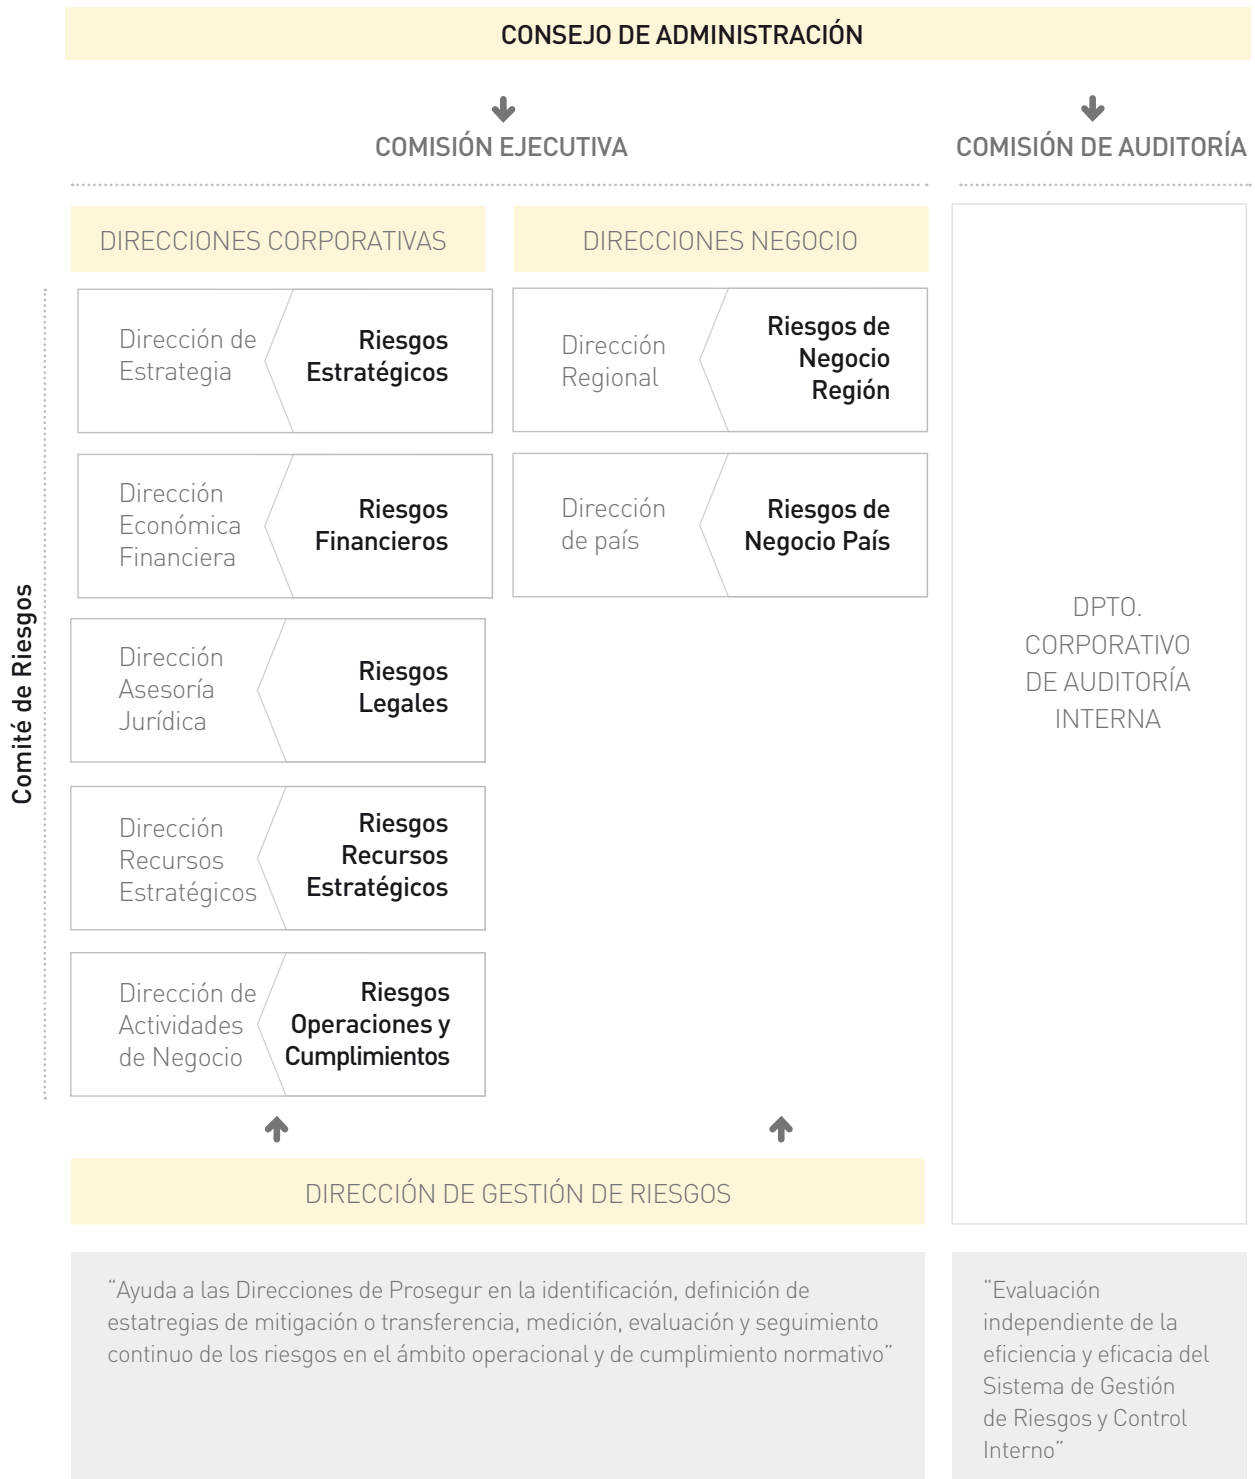 CONSEJO DE ADMINISTRACIÓN
COMISIÓN EJECUTIVA
COMISIÓN DE AUDITORÍA
DIRECCIONES CORPORATIVAS
DIRECCIONES NEGOCIO
Comité de Riesgos
Dirección de
Estrategia
Riesgos
Estratégicos
Dirección
Regional
Riesgos de
Negocio
Región
Dirección
Económica
Financiera
Riesgos
Financieros
Dirección
de país
Riesgos de
Negocio País
Dirección
Asesoría
Jurídica
Riesgos
Legales
Dirección
Recursos
Estratégicos
Riesgos
Recursos
Estratégicos
Dirección de
Actividades
de Negocio
Riesgos
Operaciones y
Cumplimientos
DPTO.
CORPORATIVO
DE AUDITORÍA
INTERNA
DIRECCIÓN DE GESTIÓN DE RIESGOS
“Ayuda a las Direcciones de Prosegur en la identificación, definición de
estatregias de mitigación o transferencia, medición, evaluación y seguimiento
continuo de los riesgos en el ámbito operacional y de cumplimiento normativo”
“Evaluación
independiente de la
eficiencia y eficacia del
Sistema de Gestión
de Riesgos y Control
Interno”